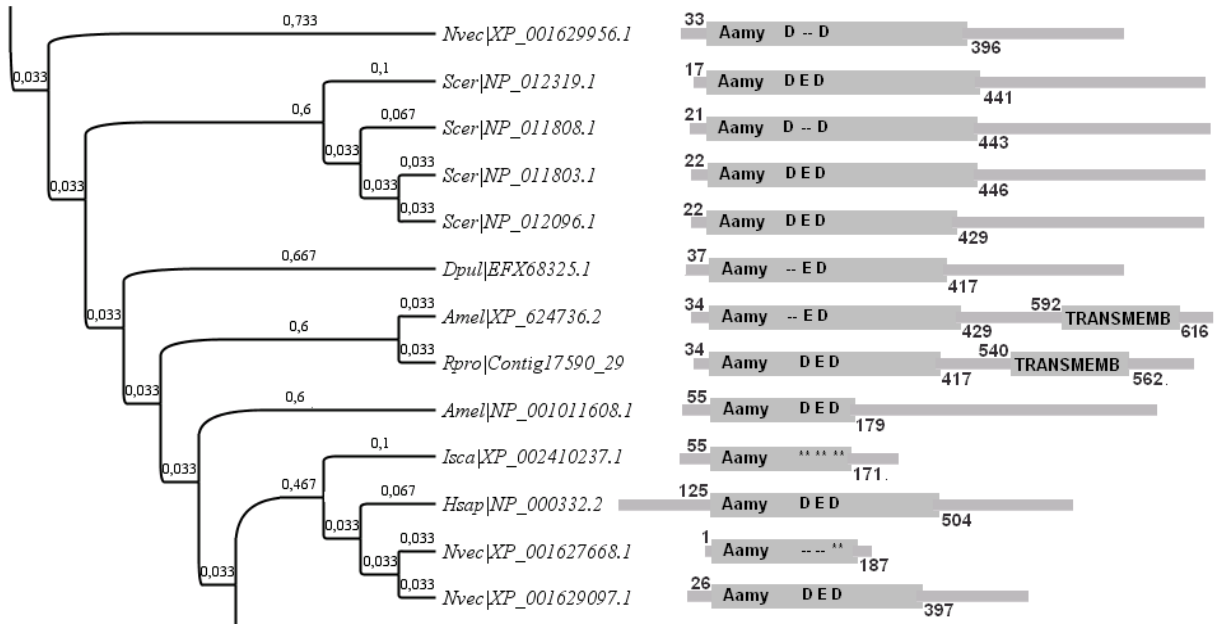 0,733 Nvec|XP_001629956.1 33 Aamy D -- D 396
0,033
0,1 Scer|NP_012319.1 17 Aamy D E D 441
0,6
0,067 Scer|NP_011808.1 21 Aamy D -- D 443
0,033
0,033 Scer|NP_011803.1 22 Aamy D E D 446
0,033 0,033
0,033 Scer|NP_012096.1 22 Aamy D E D 429
0,667 Dpul|EFX68325.1 37 Aamy -- E D 417
0,033
0,033 Amel|XP_624736.2 34 Aamy -- E D 429 592 TRANSMEMB 616
0,6
0,033 Rpro|Contig17590_29 34 Aamy D E D 417 540 TRANSMEMB 562.
0,033
0,6 Amel|NP_001011608.1 55 Aamy D E D 179
0,1 Isca|XP_002410237.1 55 Aamy ** ** ** 171.
0,033 0,467
0,067 Hsap|NP_000332.2 125 Aamy D E D 504
0,033
0,033 Nvec|XP_001627668.1 1 Aamy -- -- ** 187
0,033 0,033
0,033 Nvec|XP_001629097.1 26 Aamy D E D 397